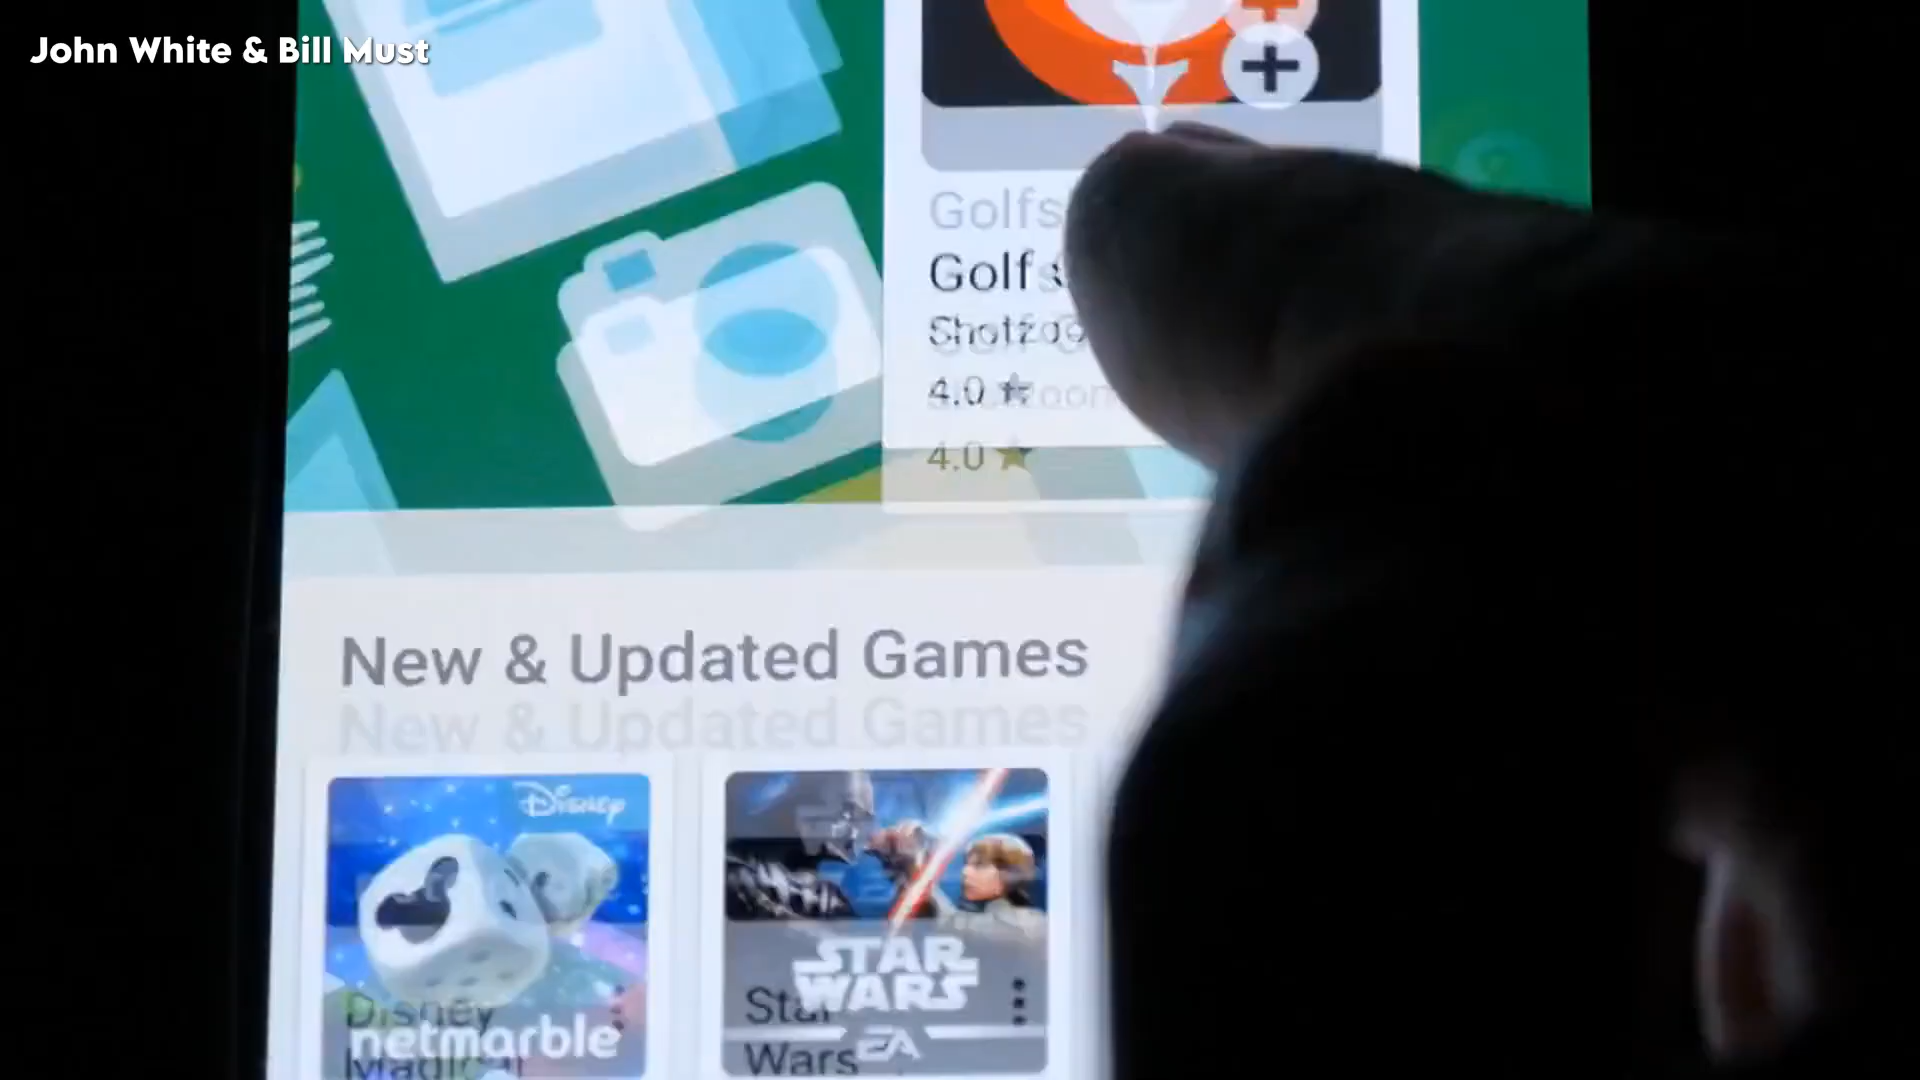 John White & Bill Must
Golfs
Golfs
Shotzoo
4.0
4.0
New & Updated Games
New & Updated Games
Disney
STAR
WARS
EA
Disney
netmarble
Magical
Star
Wars